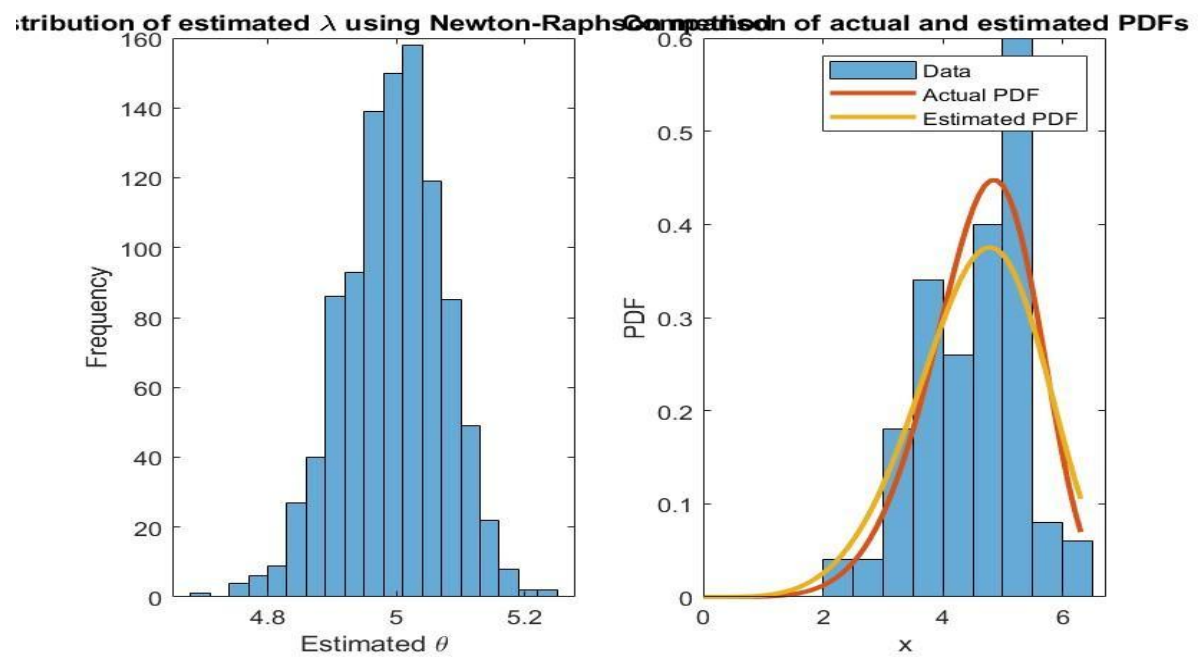 stribution of estimated λ using Newton-Raphson method
Comparison of actual and estimated PDFs
160
140
120
100
80
60
40
20
0
Frequency
4.8
5
5.2
Estimated θ
0.6
0.5
0.4
0.3
0.2
0.1
0
PDF
0
2
4
6
x
Data
Actual PDF
Estimated PDF